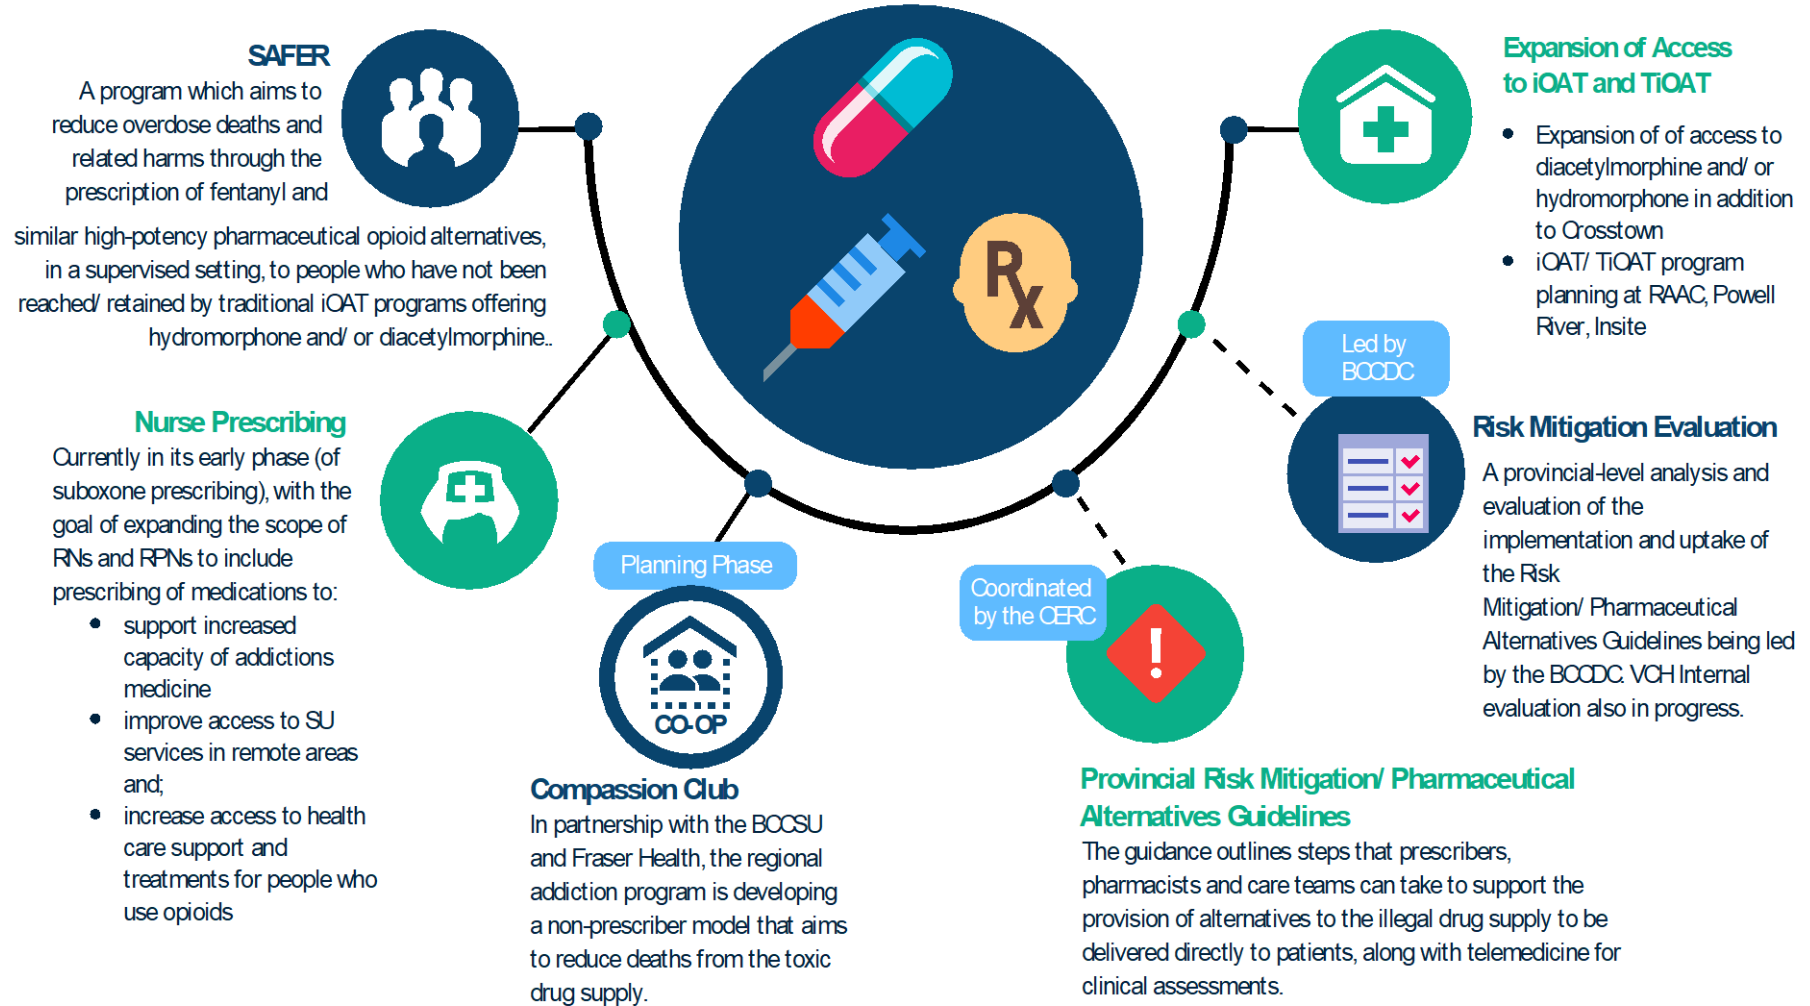 SAFER
A program which aims to
reduce overdose deaths and
related harms through the
prescription of fentanyl and
similar high-potency pharmaceutical opioid alternatives,
in a supervised setting, to people who have not been
reached/ retained by traditional iOAT programs offering
hydromorphone and/ or diacetylmorphine..
Nurse Prescribing
Currently in its early phase (of
suboxone prescribing), with the
goal of expanding the scope of
RNs and RPNs to include
prescribing of medications to:
• support increased
capacity of addictions
medicine
• improve access to SU
services in remote areas
and;
• increase access to health
care support and
treatments for people who
use opioids
Planning Phase
CO-OP
Compassion Club
In partnership with the BCCSU
and Fraser Health, the regional
addiction program is developing
a non-prescriber model that aims
to reduce deaths from the toxic
drug supply.
Rx
Coordinated
by the CERC
Provincial Risk Mitigation/ Pharmaceutical
Alternatives Guidelines
The guidance outlines steps that prescribers,
pharmacists and care teams can take to support the
provision of alternatives to the illegal drug supply to be
delivered directly to patients, along with telemedicine for
clinical assessments.
Led by
BCCDC
Risk Mitigation Evaluation
A provincial-level analysis and
evaluation of the
implementation and uptake of
the Risk
Mitigation/ Pharmaceutical
Alternatives Guidelines being led
by the BCCDC. VCH Internal
evaluation also in progress.
Expansion of Access
to iOAT and TiOAT
• Expansion of of access to
diacetylmorphine and/ or
hydromorphone in addition
to Crosstown
• iOAT/ TiOAT program
planning at RAAC, Powell
River, Insite